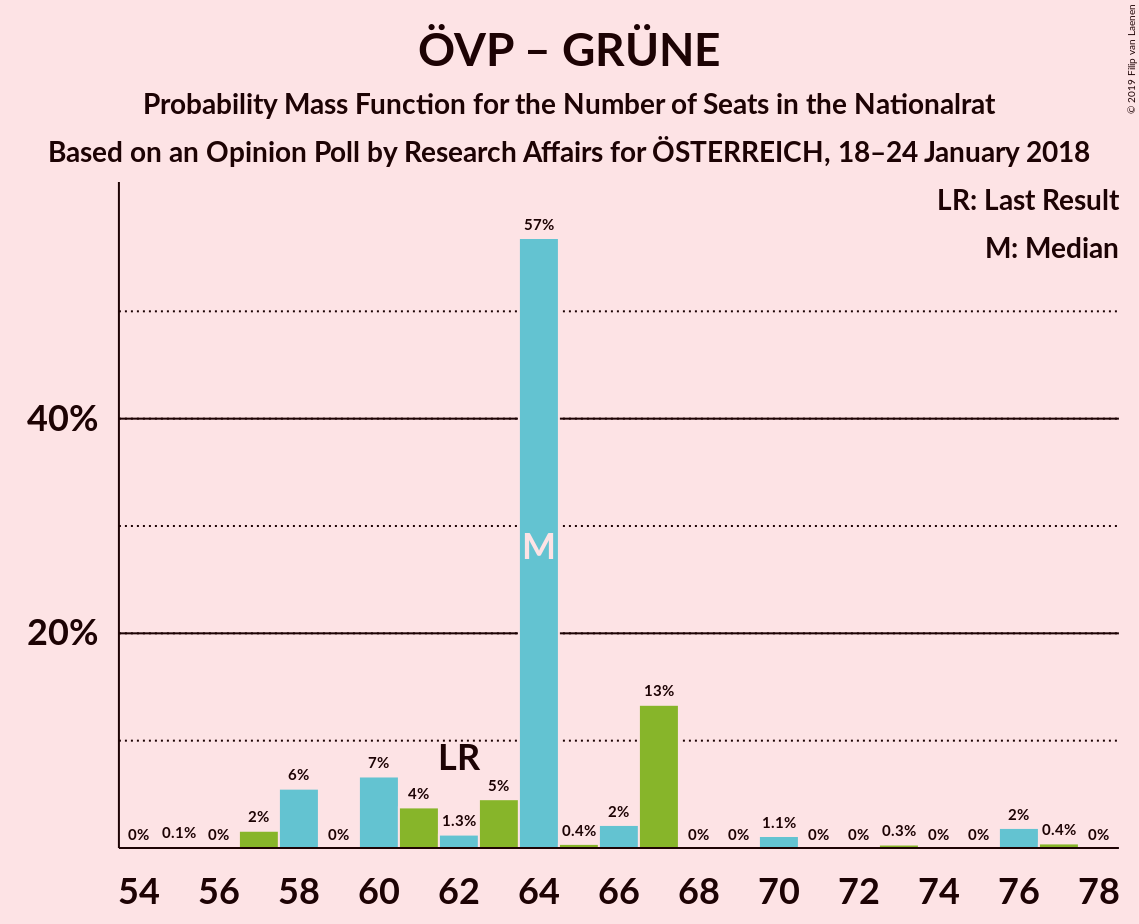 ÖVP – GRÜNE
Probability Mass Function for the Number of Seats in the Nationalrat
Based on an Opinion Poll by Research Affairs for ÖSTERREICH, 18–24 January 2018
© 2019 Filip van Laenen
LR: Last Result
M: Median
57%
40%
M
20%
13%
LR
7%
6%
5%
4%
2%
2%
2%
1.3%
1.1%
0% 0.1% 0% 0% 0.4% 0% 0% 0% 0% 0.3% 0% 0% 0.4% 0%
54 56 58 60 62 64 66 68 70 72 74 76 78